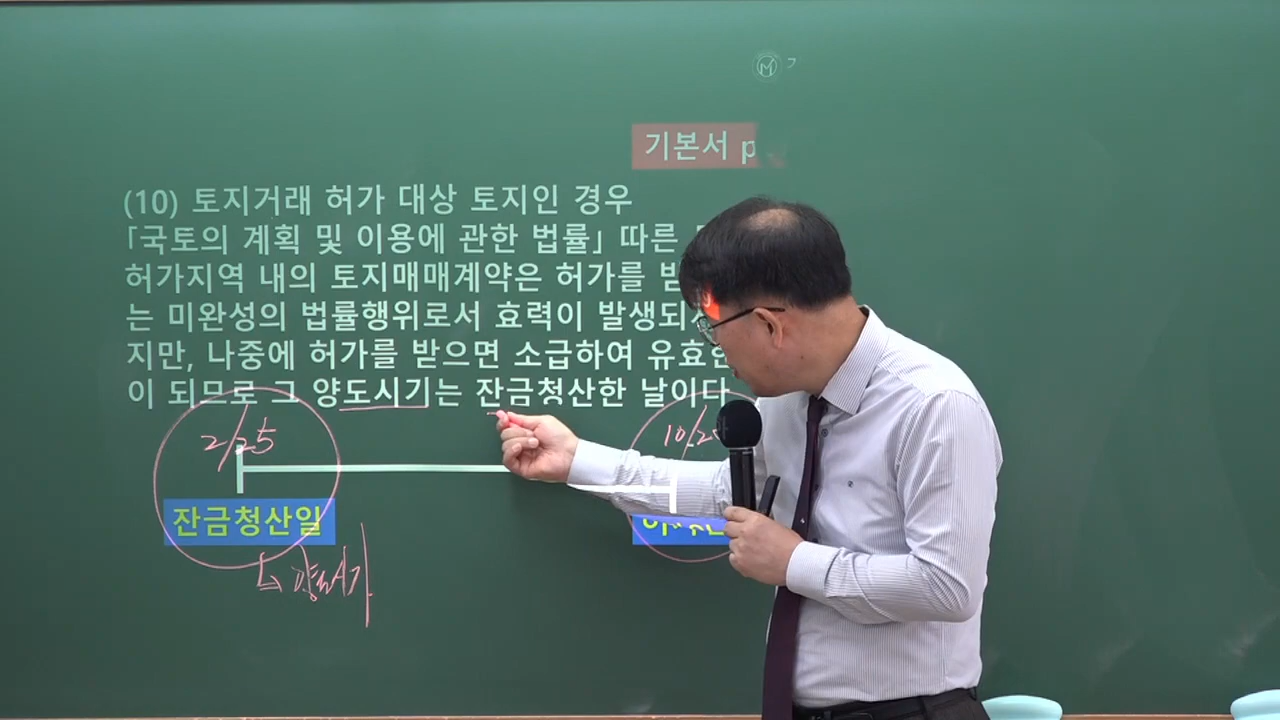 기본서 p
(10) 토지거래 허가 대상 토지인 경우
「국토의 계획 및 이용에 관한 법률」 따른
허가지역 내의 토지매매계약은 허가를 받
는 미완성의 법률행위로서 효력이 발생되지
지만, 나중에 허가를 받으면 소급하여 유효한
이 되므로 그 양도시기는 잔금청산한 날이다
2/25
10/2
잔금청산일
↳ 양도시기